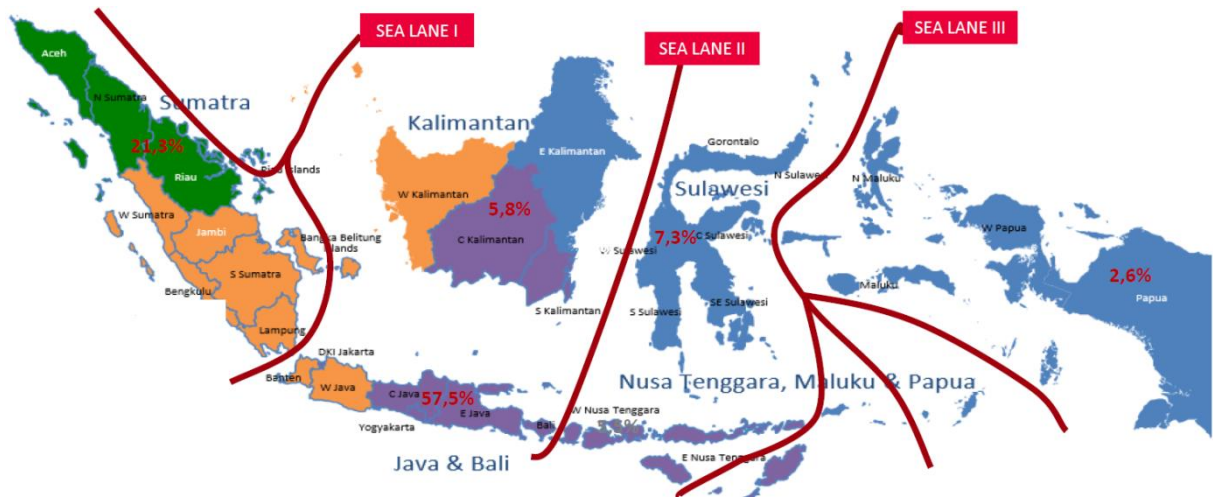 SEA LANE I
SEA LANE II
SEA LANE III
Aceh
N Sumatra
Sumatra
21,3%
Riau
Riau Islands
W Sumatra
Jambi
Bangka Belitung
Islands
S Sumatra
Bengkulu
Lampung
Kalimantan
E Kalimantan
W Kalimantan
5,8%
C Kalimantan
S Kalimantan
Gorontalo
N Sulawesi
Sulawesi
7,3%
C Sulawesi
W Sulawesi
S Sulawesi
SE Sulawesi
N Maluku
W Papua
Maluku
2,6%
Papua
DKI Jakarta
Banten
W Java
C Java
57,5%
E Java
Yogyakarta
Bali
Java & Bali
Nusa Tenggara, Maluku & Papua
W Nusa Tenggara
E Nusa Tenggara